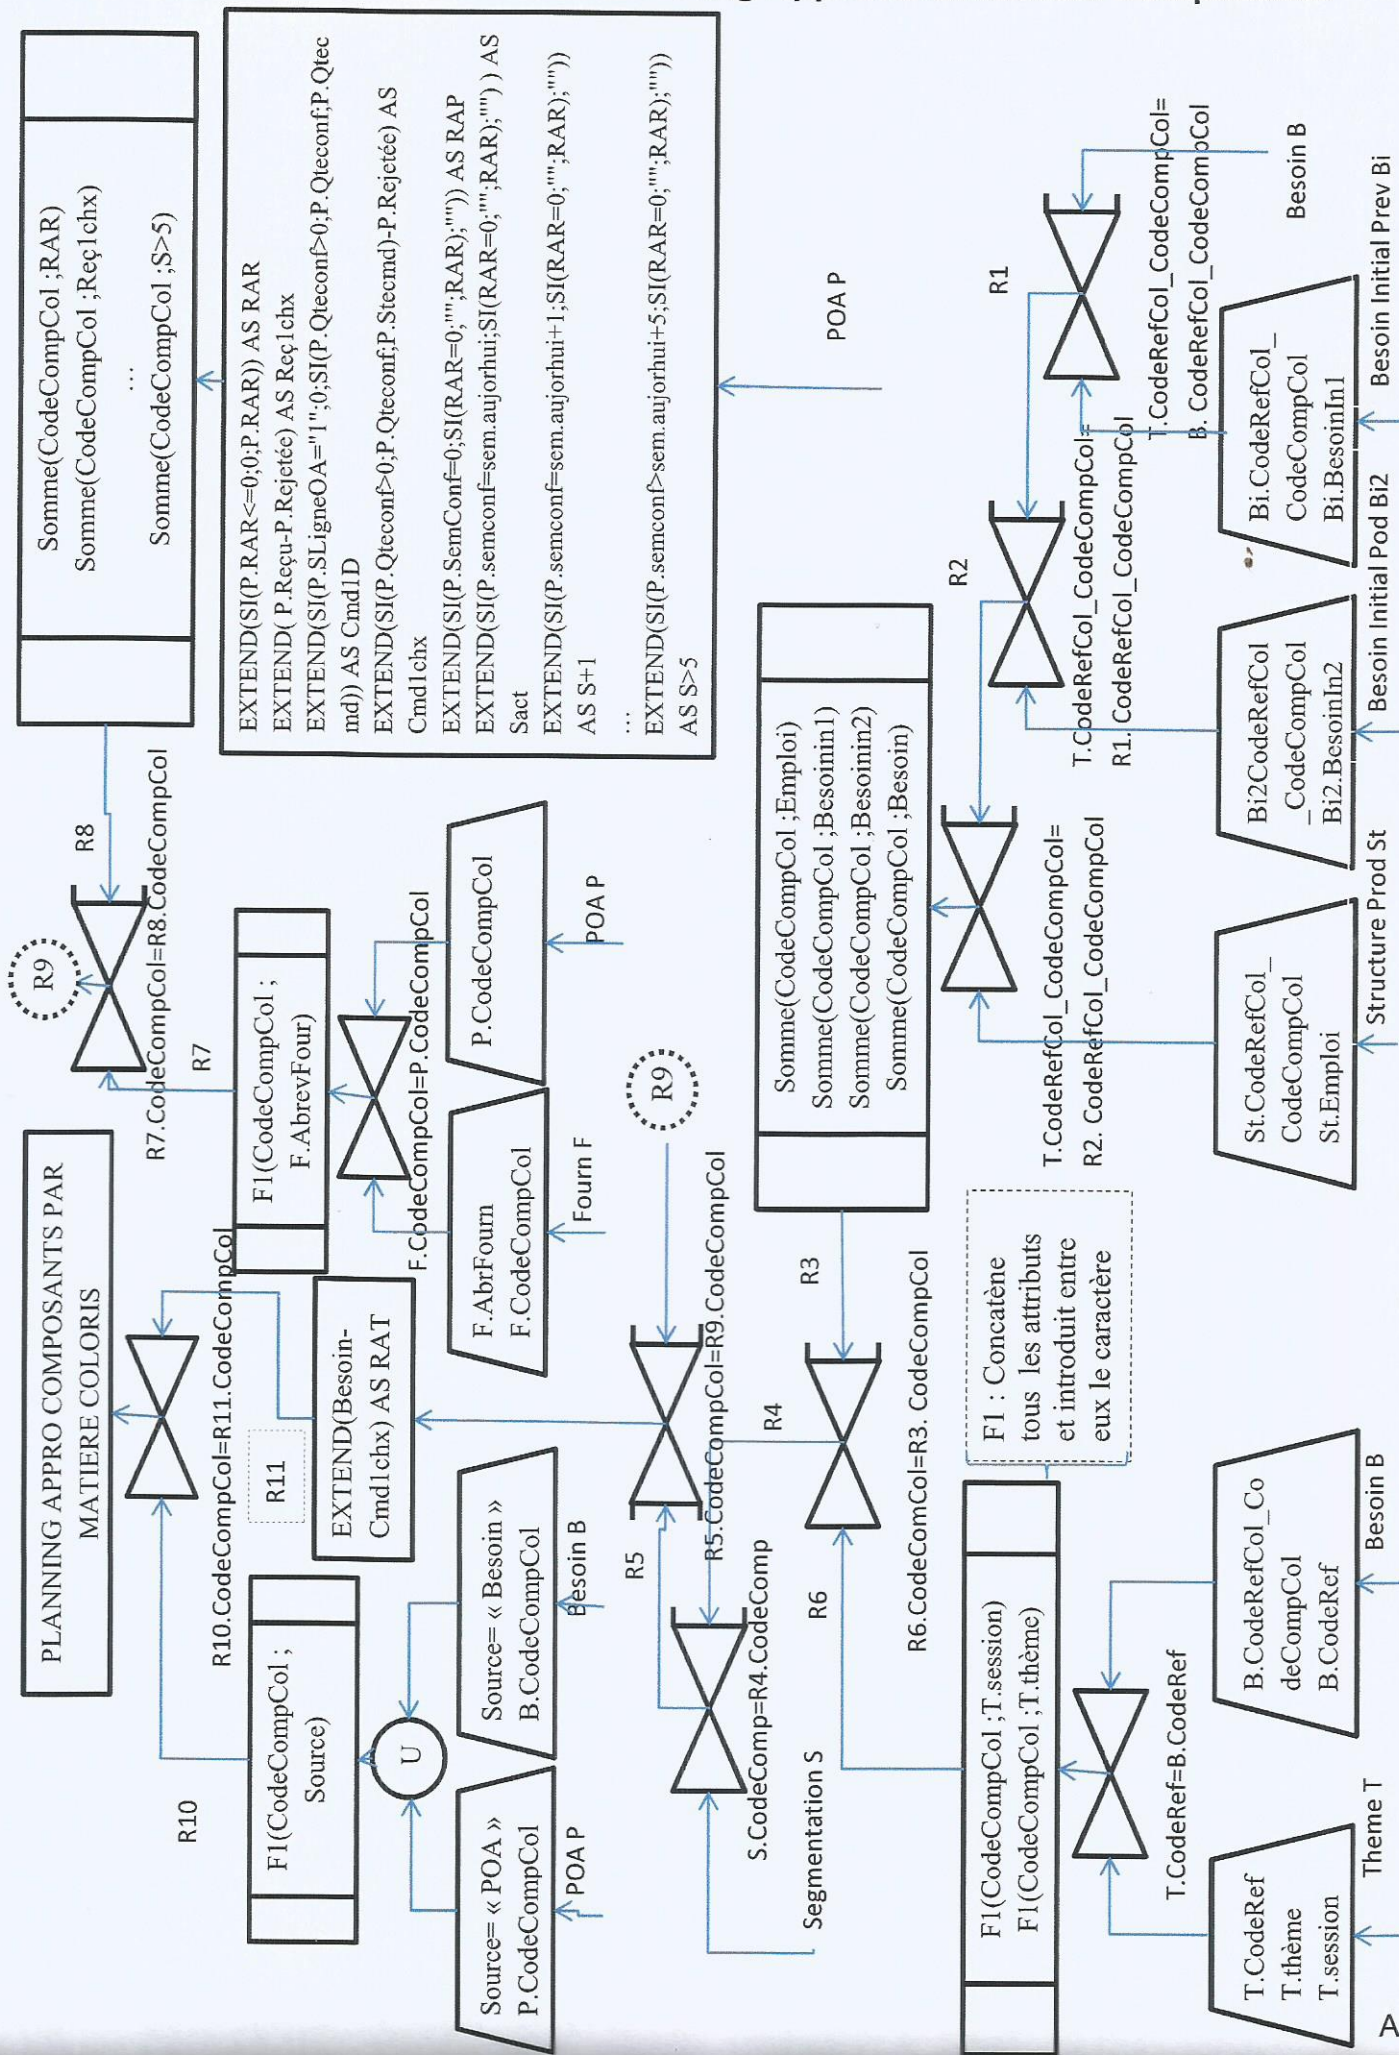 PLANNING APPRO COMPOSANTS PAR
MATIERE COLORIS
R10.CodeCompCol=R11.CodeCompCol
R10
R11
F1(CodeCompCol ;
Source)
U
Source= « POA »
P.CodeCompCol
POA P
Source= « Besoin »
B.CodeCompCol
Besoin B
EXTEND(Besoin-
Cmd1chx) AS RAT
R9
R7.CodeCompCol=R8.CodeCompCol
R7
R8
F1(CodeCompCol ;
F.AbrevFour)
F.CodeCompCol=P.CodeCompCol
F.AbrFourn
F.CodeCompCol
Fourn F
P.CodeCompCol
POA P
Somme(CodeCompCol ;RAR)
Somme(CodeCompCol ;Reç1chx)
…
Somme(CodeCompCol ;S>5)
EXTEND(SI(P.RAR<=0;0;P.RAR)) AS RAR
EXTEND( P.Reçu-P.Rejetée) AS Reç1chx
EXTEND(SI(P.SLigneOA="1";0;SI(P.Qteconf>0;P.Qteconf;P.Qtec
md)) AS Cmd1D
EXTEND(SI(P.Qteconf>0;P.Qteconf;P.Stecmd)-P.Rejetée) AS
Cmd1chx
EXTEND(SI(P.SemConf=0;SI(RAR=0;"";RAR);"")) AS RAP
EXTEND(SI(P.semconf=sem.aujorhui;SI(RAR=0;"";RAR);"") ) AS
Sact
EXTEND(SI(P.semconf=sem.aujorhui+1;SI(RAR=0;"";RAR);""))
AS S+1
…
EXTEND(SI(P.semconf>sem.aujorhui+5;SI(RAR=0;"";RAR);""))
AS S>5
POA P
R5
R5.CodeCompCol=R9.CodeCompCol
R9
S.CodeComp=R4.CodeComp
Segmentation S
R4
R6
R3
R6.CodeComCol=R3. CodeCompCol
Somme(CodeCompCol ;Emploi)
Somme(CodeCompCol ;Besoinin1)
Somme(CodeCompCol ;Besoinin2)
Somme(CodeCompCol ;Besoin)
F1(CodeCompCol ;T.session)
F1(CodeCompCol ;T.thème)
F1 : Concatène
tous les attributs
et introduit entre
eux le caractère
T.CodeRef=B.CodeRef
T.CodeRef
T.thème
T.session
Theme T
B.CodeRefCol_Co
deCompCol
B.CodeRef
Besoin B
T.CodeRefCol_CodeCompCol=
R2. CodeRefCol_CodeCompCol
R2
T.CodeRefCol_CodeCompCol=
R1.CodeRefCol_CodeCompCol
R1
T.CodeRefCol_CodeCompCol=
B. CodeRefCol_CodeCompCol
Besoin B
St.CodeRefCol_
CodeCompCol
St.Emploi
Structure Prod St
Bi2CodeRefCol
_CodeCompCol
Bi2.BesoinIn2
Besoin Initial Pod Bi2
Bi.CodeRefCol_
CodeCompCol
Bi.BesoinIn1
Besoin Initial Prev Bi
A